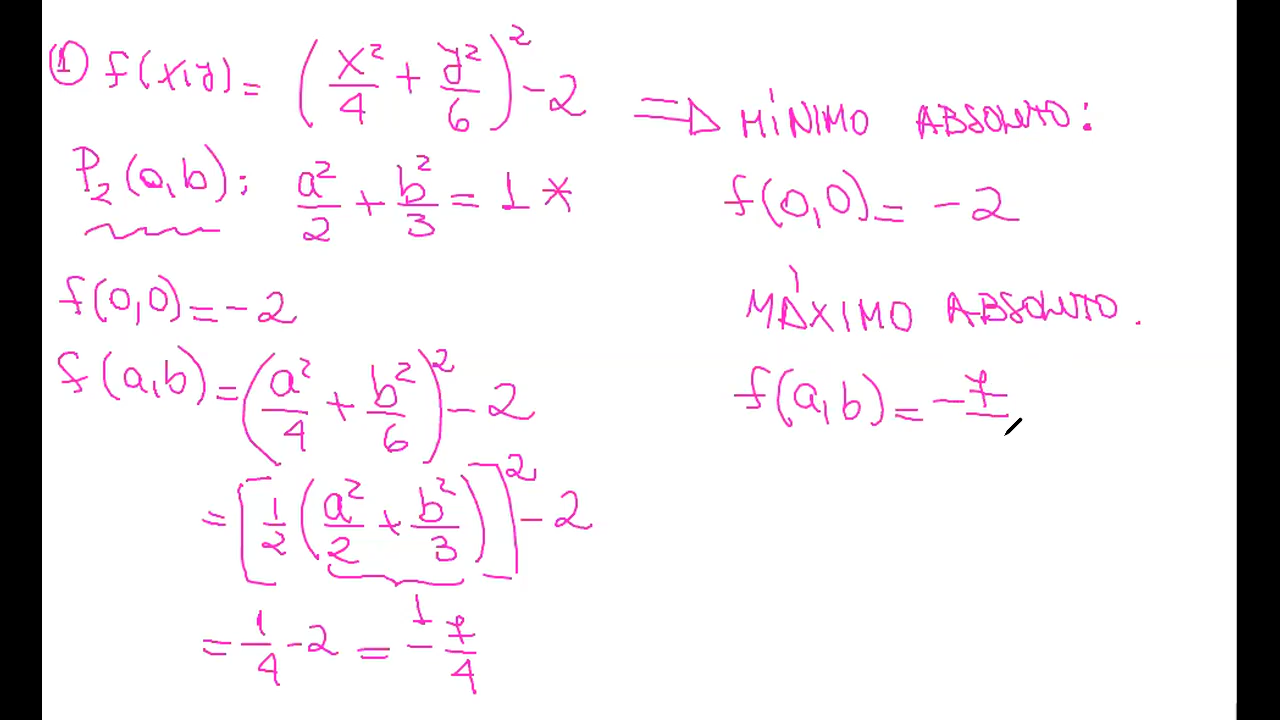 ① f(x,y) = (x²/4 + y²/6)² - 2
P₂(a,b): a²/2 + b²/3 = 1 *
f(0,0) = -2
f(a,b) = (a²/4 + b²/6)² - 2
= [1/2 (a²/2 + b²/3)]² - 2
1
= 1/4 - 2 = -7/4
⇒ MÍNIMO ABSOLUTO:
f(0,0) = -2
MÁXIMO ABSOLUTO.
f(a,b) = -7/